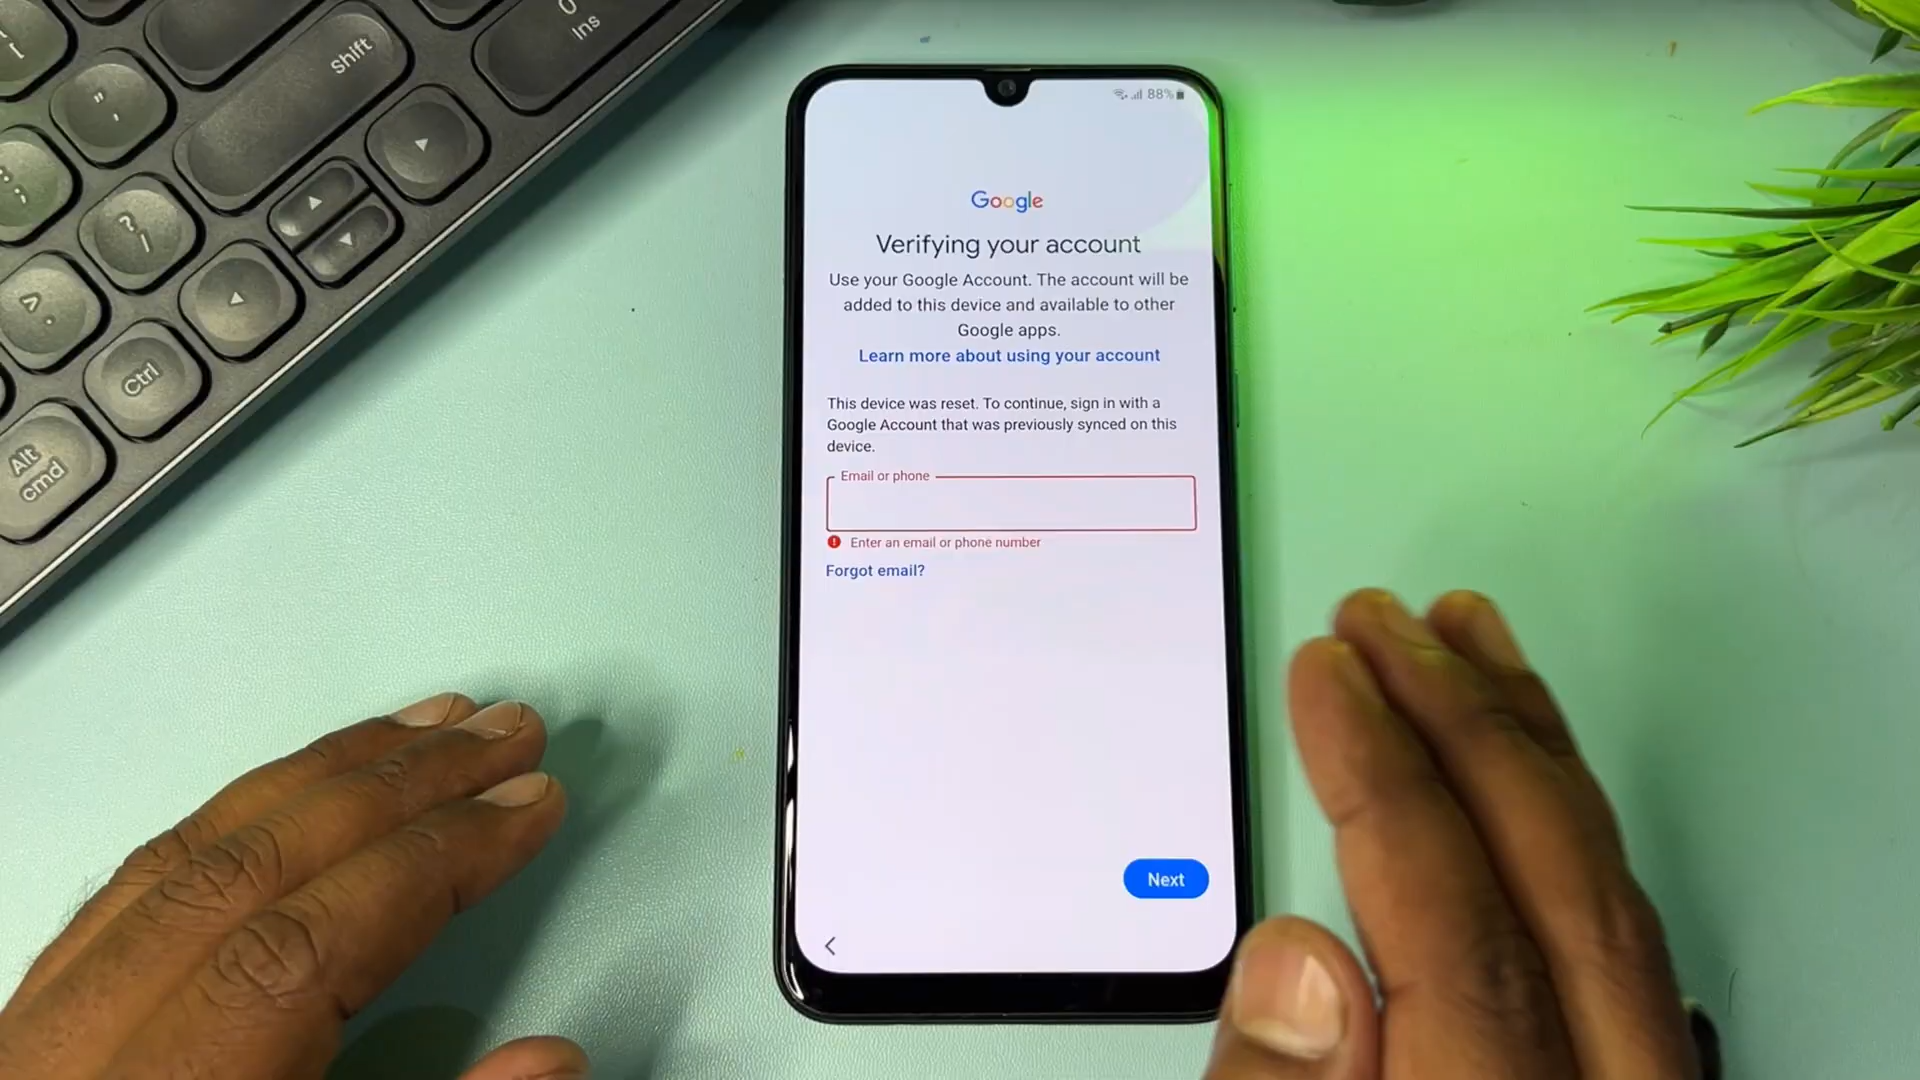 Shift
0
Ins
Ctrl
Alt
cmd
88%
Google
Verifying your account
Use your Google Account. The account will be
added to this device and available to other
Google apps.
Learn more about using your account
This device was reset. To continue, sign in with a
Google Account that was previously synced on this
device.
Email or phone
Enter an email or phone number
Forgot email?
Next